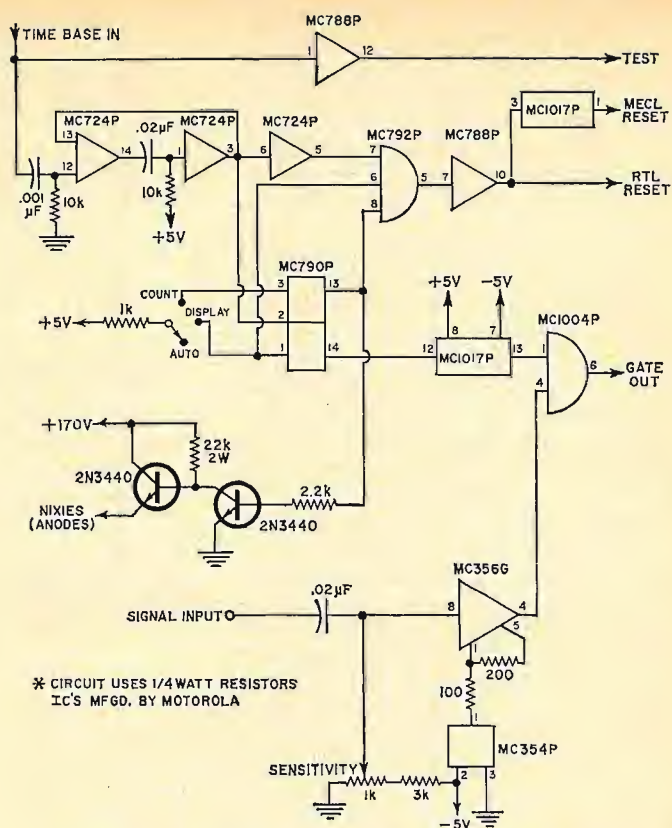 MC788P
TIME BASE IN
1
12
TEST
3
MC1017P
1
MECL
RESET
MC724P
MC724P
MC724P
MC792P
MC788P
13
12
14
.02µF
1
3
6
5
7
6
8
5
7
10
RTL
RESET
.001
µF
10k
10k
+5V
MC790P
COUNT
3
13
+5V
1k
DISPLAY
2
AUTO
1
14
+5V
-5V
8
7
12
MC1017P
13
MC1004P
1
4
6
GATE
OUT
+170V
22k
2W
2N3440
2.2k
NIXIES
(ANODES)
2N3440
MC356G
.02µF
SIGNAL INPUT
8
4
5
1
200
100
1
MC354P
2
3
* CIRCUIT USES 1/4 WATT RESISTORS
IC'S MFGD. BY MOTOROLA
SENSITIVITY
1k
3k
-5V